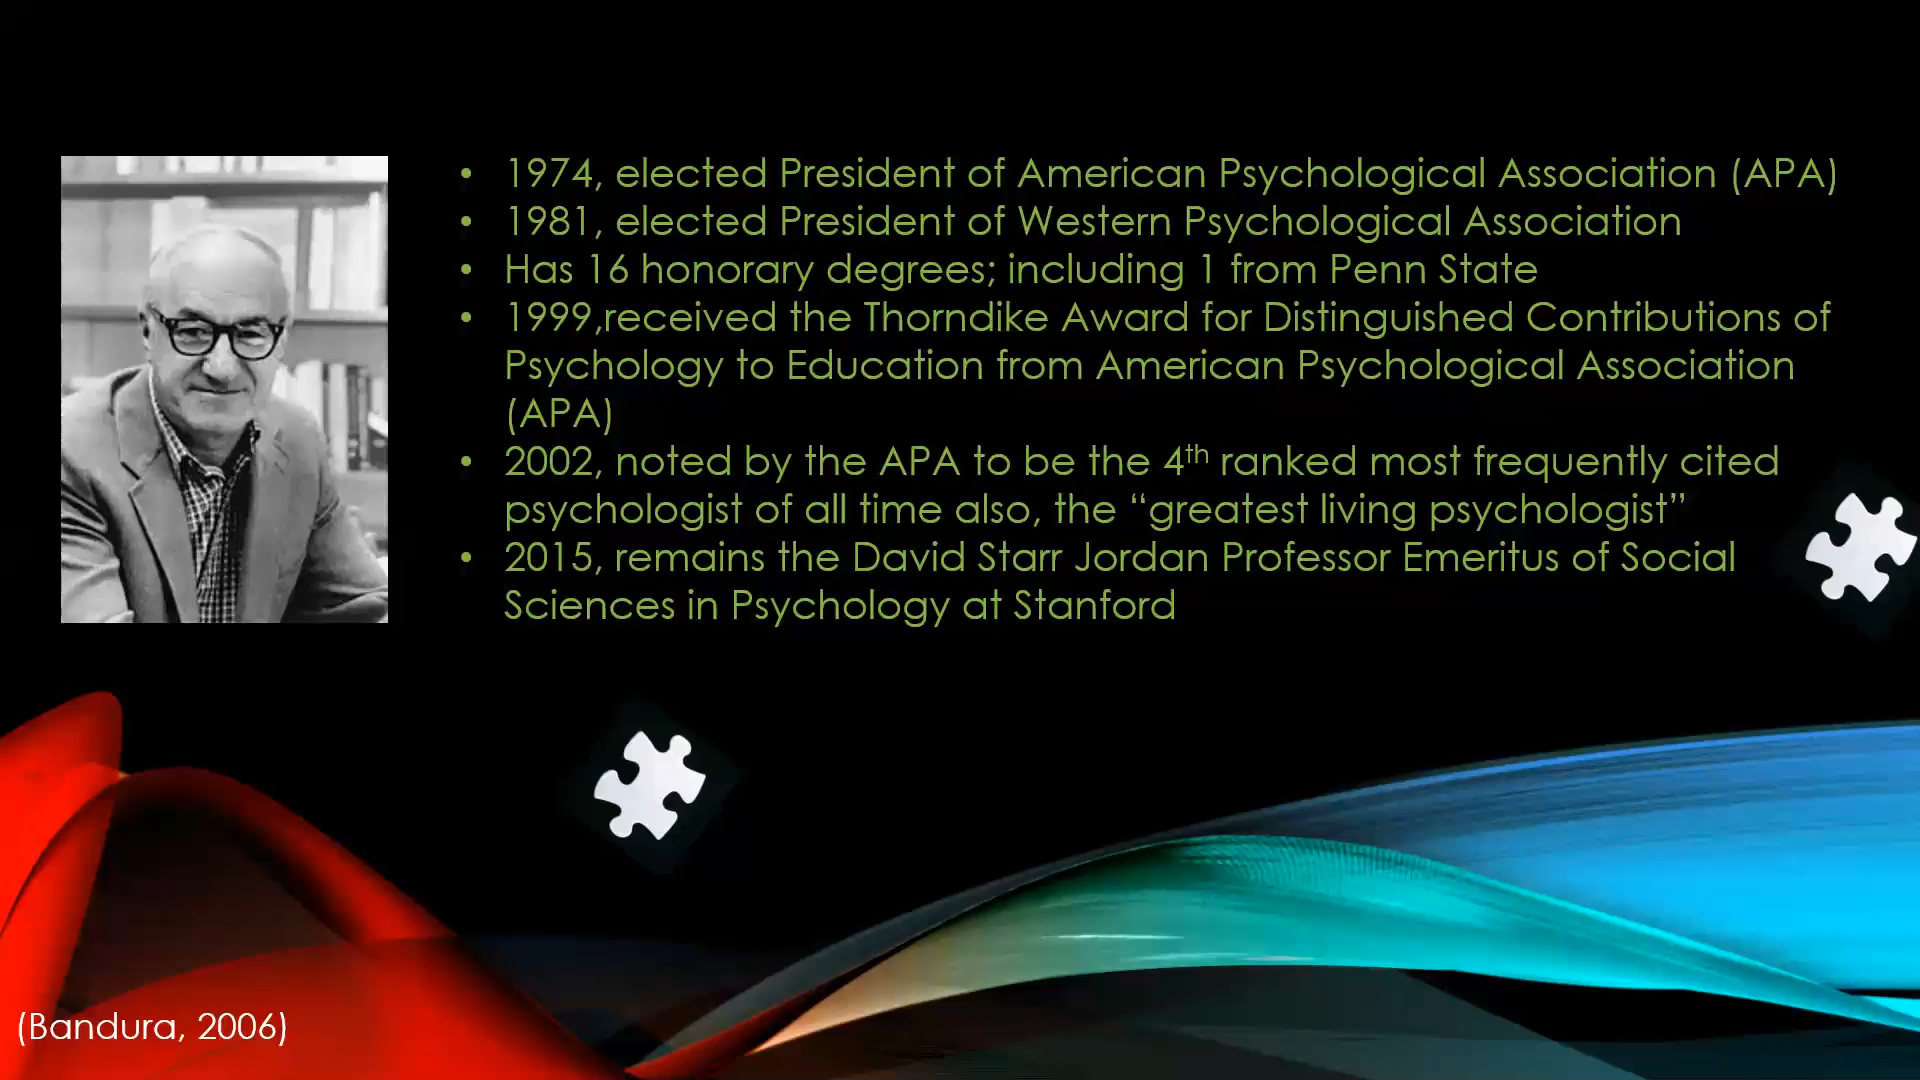 • 1974, elected President of American Psychological Association (APA)
• 1981, elected President of Western Psychological Association
• Has 16 honorary degrees; including 1 from Penn State
• 1999,received the Thorndike Award for Distinguished Contributions of
Psychology to Education from American Psychological Association
(APA)
• 2002, noted by the APA to be the 4th ranked most frequently cited
psychologist of all time also, the “greatest living psychologist”
• 2015, remains the David Starr Jordan Professor Emeritus of Social
Sciences in Psychology at Stanford
(Bandura, 2006)